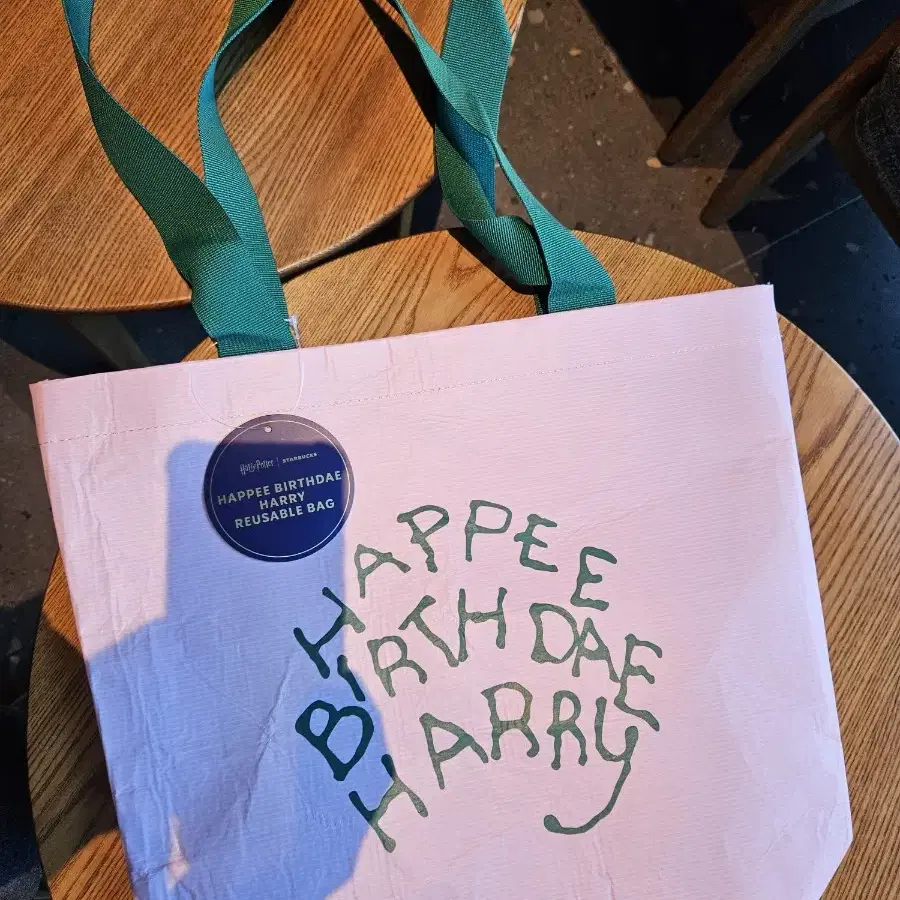 Harry Potter | STARBUCKS
HAPPEE BIRTHDAE
HARRY
REUSABLE BAG
HAPPEE
BIRTHDAE
HARRY